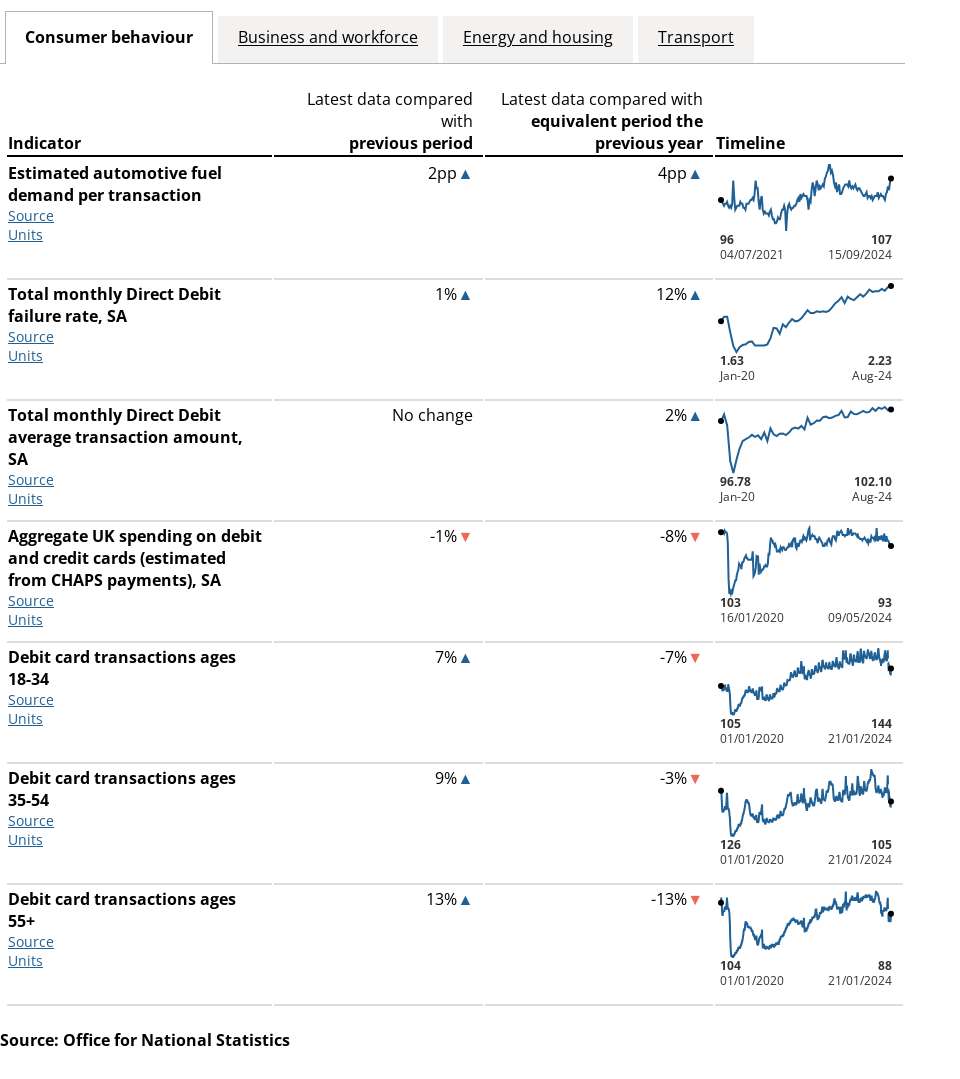 Consumer behaviour
Business and workforce
Energy and housing
Transport
Indicator
Latest data compared
with
previous period
Latest data compared with
equivalent period the
previous year
Timeline
Estimated automotive fuel
demand per transaction
Source
Units
2pp▲
4pp▲
96
107
04/07/2021
15/09/2024
Total monthly Direct Debit
failure rate, SA
Source
Units
1%▲
12%▲
1.63
2.23
Jan-20
Aug-24
Total monthly Direct Debit
average transaction amount,
SA
Source
Units
No change
2%▲
96.78
102.10
Jan-20
Aug-24
Aggregate UK spending on debit
and credit cards (estimated
from CHAPS payments), SA
Source
Units
-1%▼
-8%▼
103
93
16/01/2020
09/05/2024
Debit card transactions ages
18-34
Source
Units
7%▲
-7%▼
105
144
01/01/2020
21/01/2024
Debit card transactions ages
35-54
Source
Units
9%▲
-3%▼
126
105
01/01/2020
21/01/2024
Debit card transactions ages
55+
Source
Units
13%▲
-13%▼
104
88
01/01/2020
21/01/2024
Source: Office for National Statistics